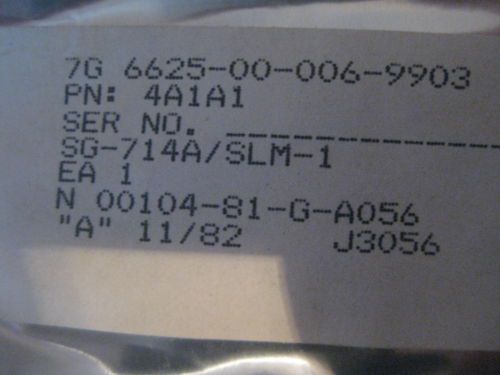 7G 6625-00-006-9903
PN: 4A1A1
SER NO. _______________
SG-714A/SLM-1
EA 1
N 00104-81-G-A056
"A" 11/82 J3056